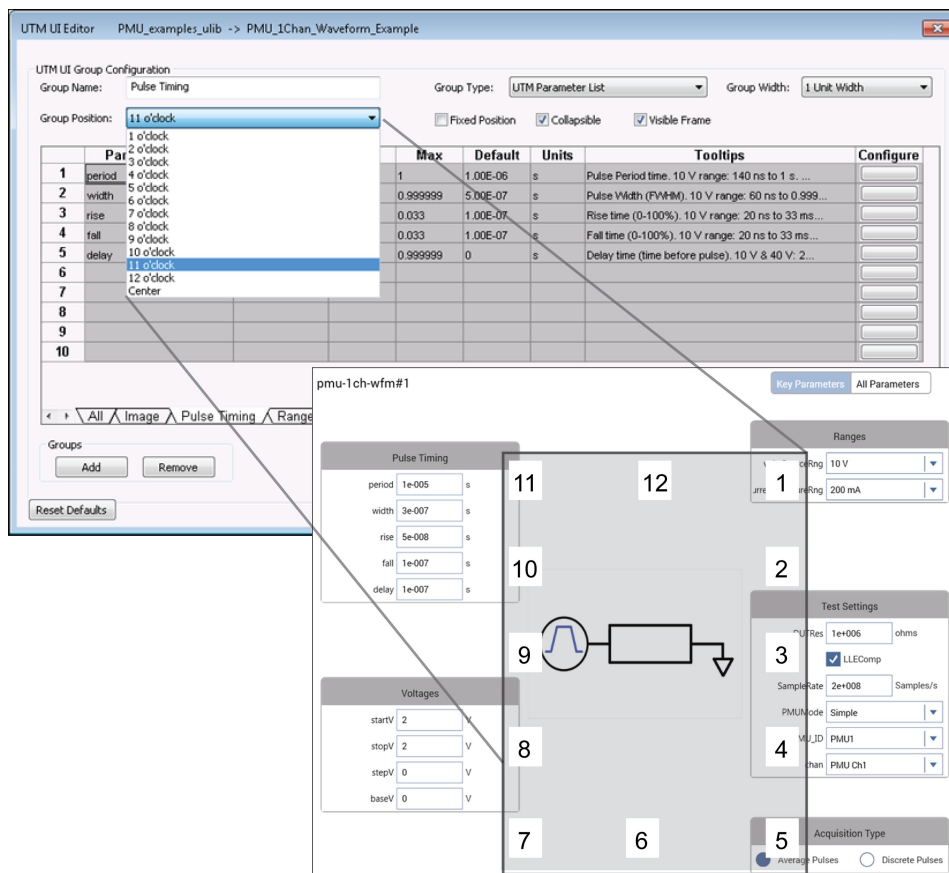 UTM UI Editor PMU_examples_ulib -> PMU_1Chan_Waveform_Example
UTM UI Group Configuration
Group Name: Pulse Timing Group Type: UTM Parameter List Group Width: 1 Unit Width
Group Position: 11 o'clock Fixed Position Collapsible Visible Frame
1 o'clock
2 o'clock
3 o'clock
4 o'clock
5 o'clock
6 o'clock
7 o'clock
8 o'clock
9 o'clock
10 o'clock
11 o'clock
12 o'clock
Center
Max Default Units Tooltips Configure
1 period 1 1.00E-06 s Pulse Period time. 10 V range: 140 ns to 1 s. ...
2 width 0.999999 5.00E-07 s Pulse Width (FWHM). 10 V range: 60 ns to 0.999...
3 rise 0.033 1.00E-07 s Rise time (0-100%). 10 V range: 20 ns to 33 ms...
4 fall 0.033 1.00E-07 s Fall time (0-100%). 10 V range: 20 ns to 33 ms...
5 delay 0.999999 0 s Delay time (time before pulse). 10 V & 40 V: 2...
6
7
8
9
10
All Image Pulse Timing Range
Groups
Add Remove
Reset Defaults
pmu-1ch-wfm#1 Key Parameters All Parameters
Pulse Timing
period 1e-005 s
width 3e-007 s
rise 5e-008 s
fall 1e-007 s
delay 1e-007 s
Voltages
startV 2 V
stopV 2 V
stepV 0 V
baseV 0 V
11 12 1
10 2
9 3
8 4
7 6 5
Ranges
10 V
200 mA
Test Settings
DUTRes 1e+006 ohms
LLEComp
SampleRate 2e+008 Samples/s
PMUMode Simple
PMU1
chan PMU Ch1
Acquisition Type
Average Pulses Discrete Pulses